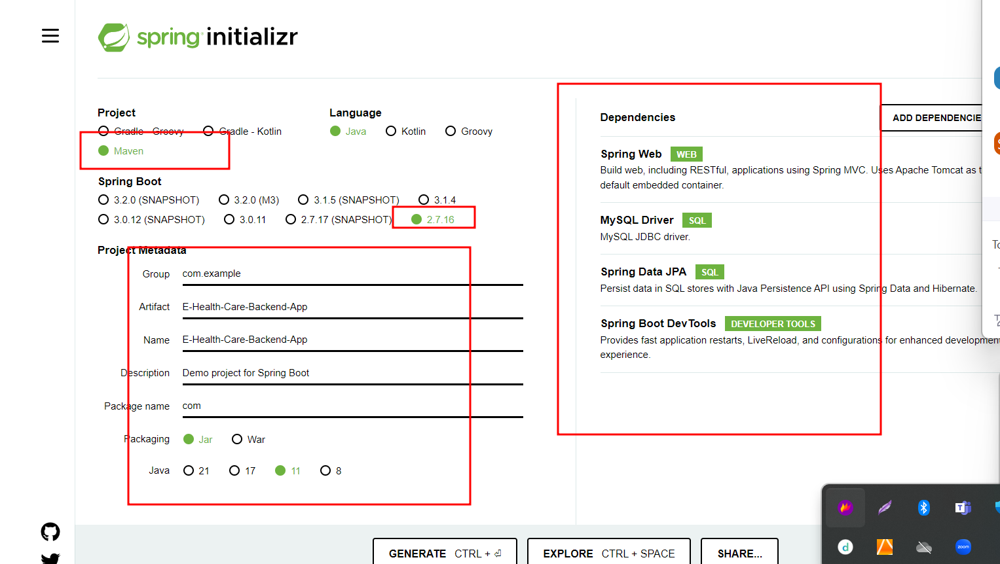 spring initializr
Project
Gradle - Groovy Gradle - Kotlin
Maven
Language
Java Kotlin Groovy
Spring Boot
3.2.0 (SNAPSHOT) 3.2.0 (M3) 3.1.5 (SNAPSHOT) 3.1.4
3.0.12 (SNAPSHOT) 3.0.11 2.7.17 (SNAPSHOT) 2.7.16
Project Metadata
Group com.example
Artifact E-Health-Care-Backend-App
Name E-Health-Care-Backend-App
Description Demo project for Spring Boot
Package name com
Packaging Jar War
Java 21 17 11 8
Dependencies
ADD DEPENDENCIE
Spring Web WEB
Build web, including RESTful, applications using Spring MVC. Uses Apache Tomcat as t
default embedded container.
MySQL Driver SQL
MySQL JDBC driver.
Spring Data JPA SQL
Persist data in SQL stores with Java Persistence API using Spring Data and Hibernate.
Spring Boot DevTools DEVELOPER TOOLS
Provides fast application restarts, LiveReload, and configurations for enhanced development
experience.
To
GENERATE CTRL + ⏎
EXPLORE CTRL + SPACE
SHARE...
zoom